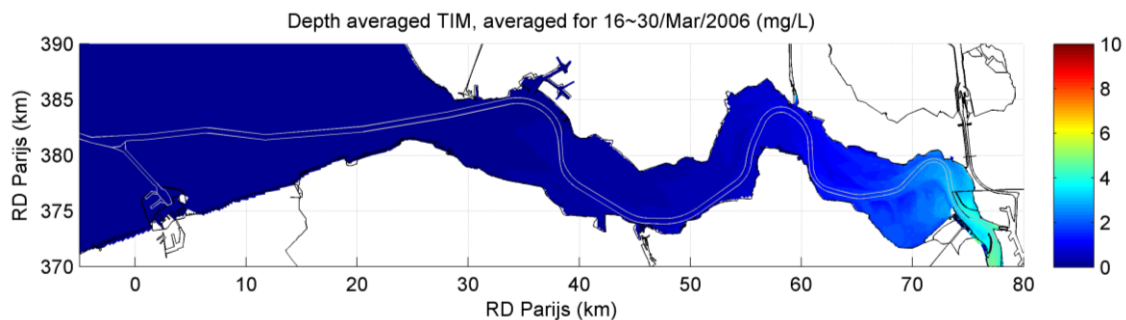 Depth averaged TIM, averaged for 16~30/Mar/2006 (mg/L)
390
385
380
375
370
RD Parijs (km)
0 10 20 30 40 50 60 70 80
RD Parijs (km)
10
8
6
4
2
0